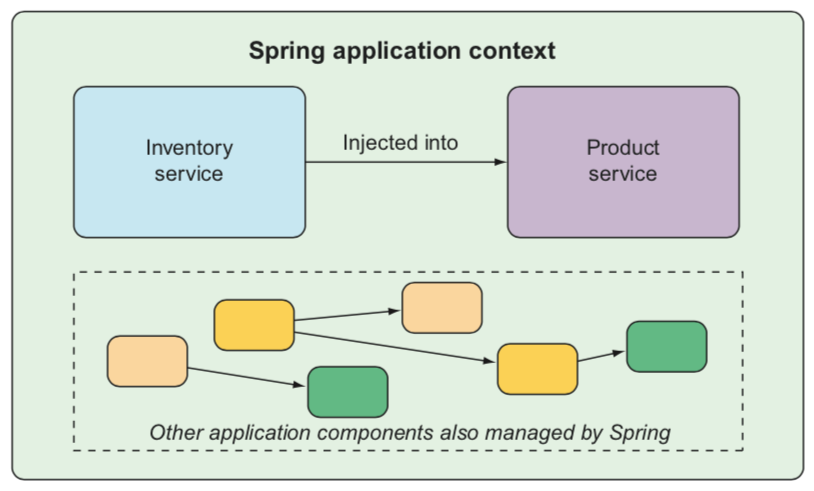 Spring application context
Inventory
service
Injected into
Product
service
Other application components also managed by Spring